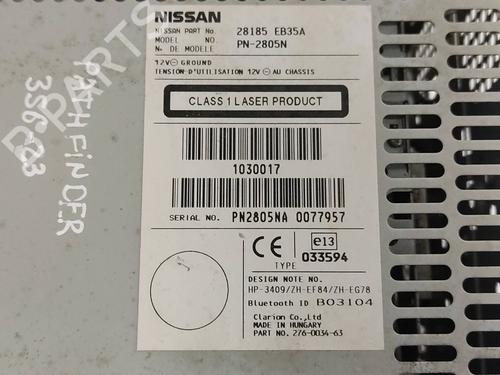 NISSAN
NISSAN PART No. 28185 EB35A
MODEL NO. PN-2805N
No DE MODELE
12V⊖ GROUND
TENSION D'UTILISATION 12V⊖ AU CHASSIS
CLASS 1 LASER PRODUCT
1030017
SERIAL NO. PN2805NA 0077957
CE e13
033594
TYPE
DESIGN NOTE NO.
HP-3409/ZH-EF84/ZH-EG78
Bluetooth ID B03104
Clarion Co.,Ltd
MADE IN HUNGARY
PART NO. 276-0034-63
PATHFINDER
B-PARTS